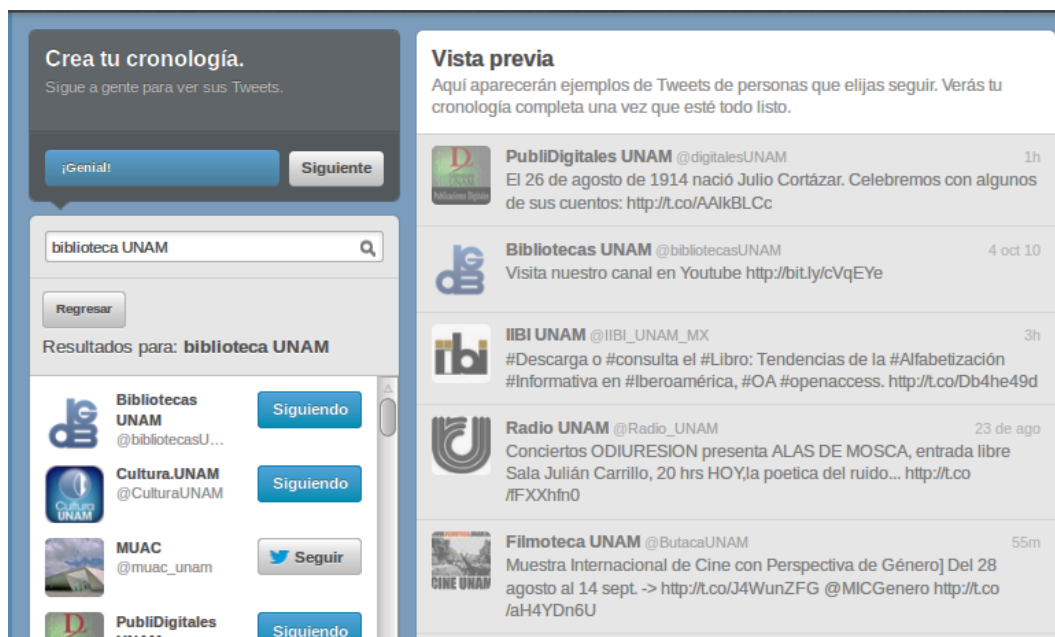 Crea tu cronología.
Sigue a gente para ver sus Tweets.
¡Genial!
Siguiente
biblioteca UNAM
Regresar
Resultados para: biblioteca UNAM
Bibliotecas
UNAM
@bibliotecasU...
Siguiendo
Cultura.UNAM
@CulturaUNAM
Siguiendo
Cultura
UNAM
MUAC
@muac_unam
Seguir
PubliDigitales
UNAM
Siguiendo
Vista previa
Aquí aparecerán ejemplos de Tweets de personas que elijas seguir. Verás tu
cronología completa una vez que esté todo listo.
PubliDigitales UNAM @digitalesUNAM 1h
El 26 de agosto de 1914 nació Julio Cortázar. Celebremos con algunos
de sus cuentos: http://t.co/AAlkBLCc
Publicaciones Digitales
Bibliotecas UNAM @bibliotecasUNAM 4 oct 10
Visita nuestro canal en Youtube http://bit.ly/cVqEYe
iibi
IIBI UNAM @IIBI_UNAM_MX 3h
#Descarga o #consulta el #Libro: Tendencias de la #Alfabetización
#Informativa en #Iberoamérica, #OA #openaccess. http://t.co/Db4he49d
Radio UNAM @Radio_UNAM 23 de ago
Conciertos ODIURESION presenta ALAS DE MOSCA, entrada libre
Sala Julián Carrillo, 20 hrs HOY,la poetica del ruido... http://t.co
/fFXXhfn0
CINE UNAM
Filmoteca UNAM @ButacaUNAM 55m
Muestra Internacional de Cine con Perspectiva de Género] Del 28
agosto al 14 sept. -> http://t.co/J4WunZFG @MICGenero http://t.co
/aH4YDn6U